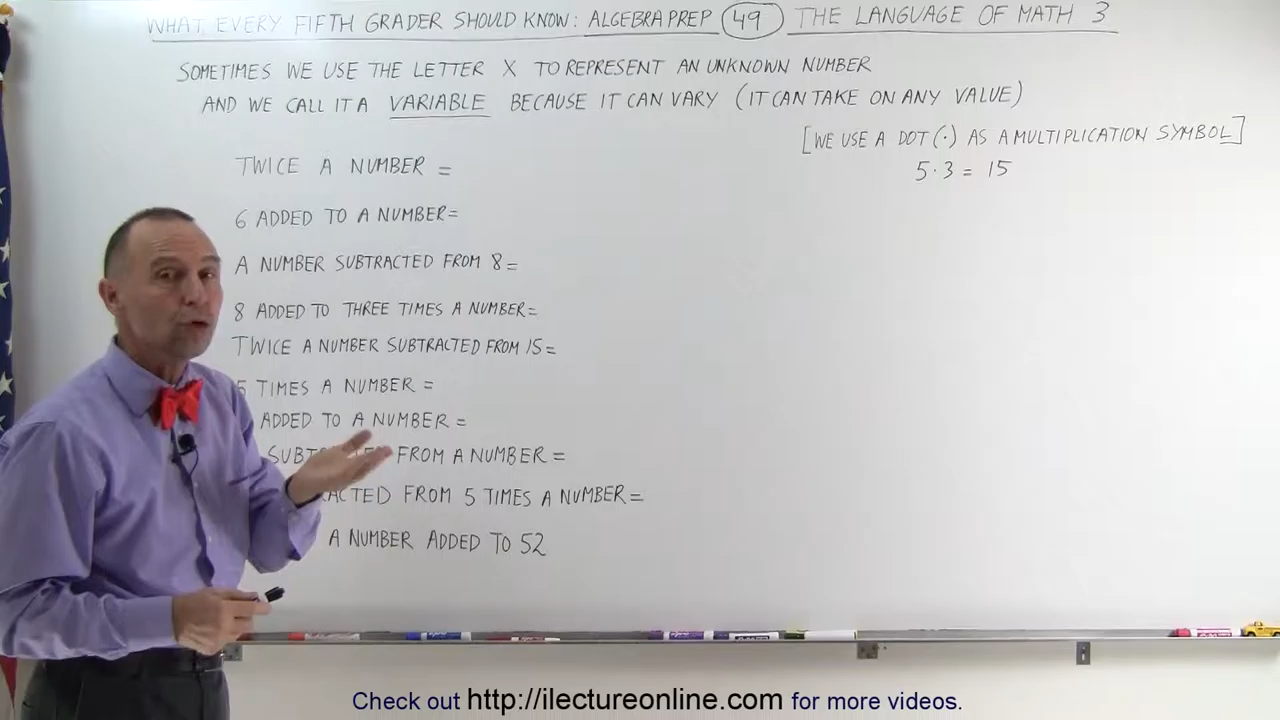 WHAT EVERY FIFTH GRADER SHOULD KNOW: ALGEBRA PREP 49 THE LANGUAGE OF MATH 3
SOMETIMES WE USE THE LETTER X TO REPRESENT AN UNKNOWN NUMBER
AND WE CALL IT A VARIABLE BECAUSE IT CAN VARY (IT CAN TAKE ON ANY VALUE)
[WE USE A DOT (·) AS A MULTIPLICATION SYMBOL]
5·3 = 15
TWICE A NUMBER =
6 ADDED TO A NUMBER=
A NUMBER SUBTRACTED FROM 8=
8 ADDED TO THREE TIMES A NUMBER=
TWICE A NUMBER SUBTRACTED FROM 15=
5 TIMES A NUMBER =
ADDED TO A NUMBER =
FROM A NUMBER =
FROM 5 TIMES A NUMBER=
A NUMBER ADDED TO 52
Check out http://ilectureonline.com for more videos.